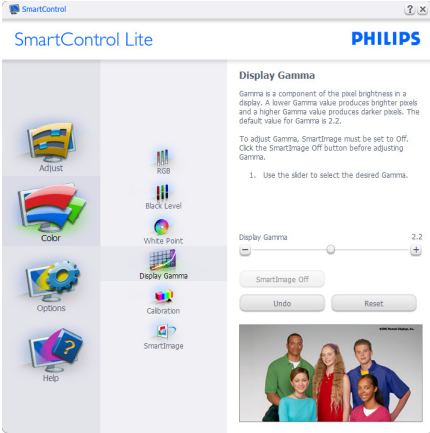 SmartControl
SmartControl Lite
PHILIPS
Adjust
Color
Options
Help
RGB
Black Level
White Point
Display Gamma
Calibration
SmartImage
Display Gamma
Gamma is a component of the pixel brightness in a
display. A lower Gamma value produces brighter pixels
and a higher Gamma value produces darker pixels. The
default value for Gamma is 2.2.
To adjust Gamma, SmartImage must be set to Off.
Click the SmartImage Off button before adjusting
Gamma.
1. Use the slider to select the desired Gamma.
Display Gamma 2.2
SmartImage Off
Undo Reset